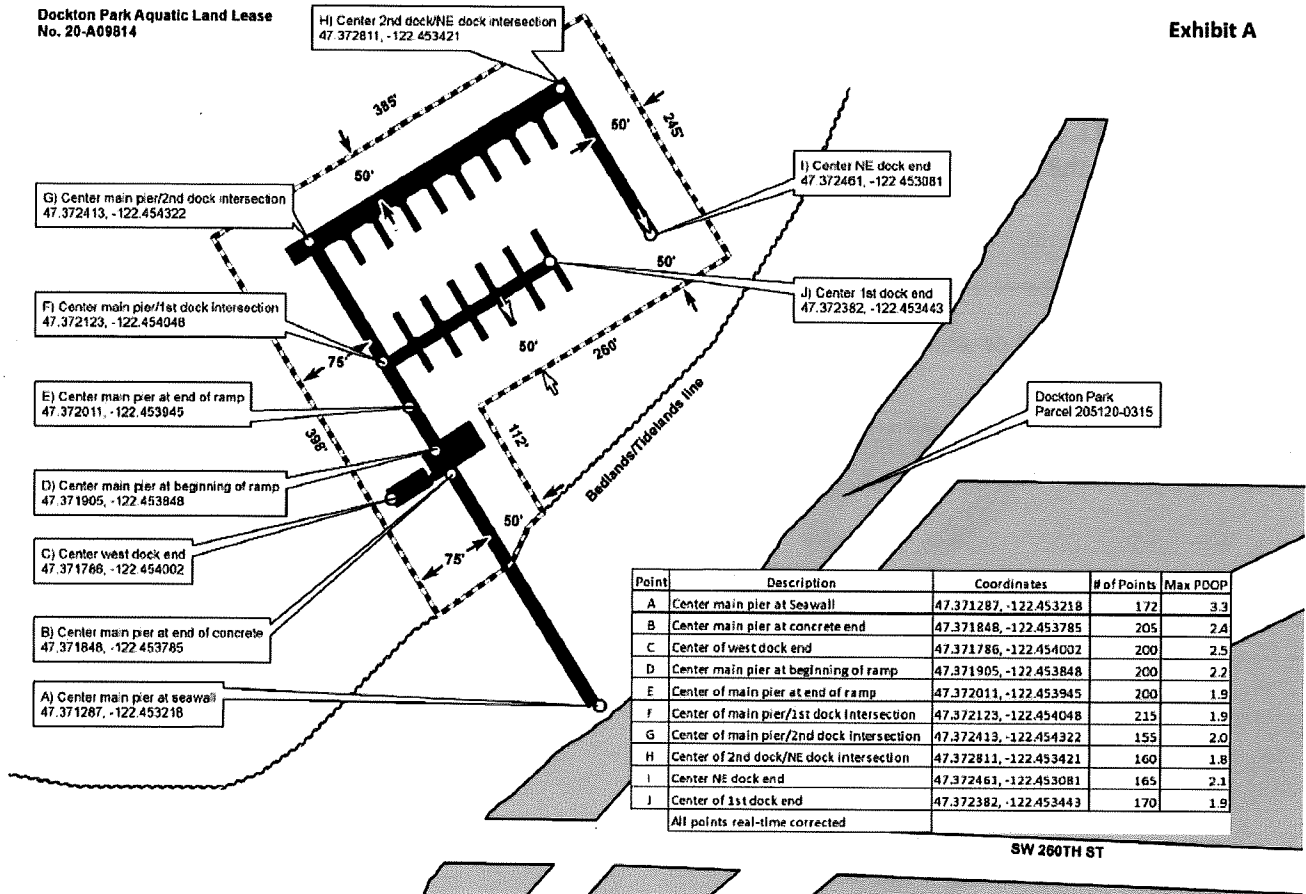 Dockton Park Aquatic Land Lease
No. 20-A09814
H) Center 2nd dock/NE dock intersection
47.372811, -122.453421
Exhibit A
385'
50'
50'
245'
I) Center NE dock end
47.372461, -122.453081
G) Center main pier/2nd dock intersection
47.372413, -122.454322
50'
J) Center 1st dock end
47.372382, -122.453443
F) Center main pier/1st dock intersection
47.372123, -122.454048
75'
50'
260'
E) Center main pier at end of ramp
47.372011, -122.453945
398'
112'
Bedlands/Tidelands line
Dockton Park
Parcel 205120-0315
D) Center main pier at beginning of ramp
47.371905, -122.453848
C) Center west dock end
47.371786, -122.454002
50'
75'
B) Center main pier at end of concrete
47.371848, -122.453785
A) Center main pier at seawall
47.371287, -122.453218
Point Description Coordinates # of Points Max PDOP
A Center main pier at Seawall 47.371287, -122.453218 172 3.3
B Center main pier at concrete end 47.371848, -122.453785 205 2.4
C Center of west dock end 47.371786, -122.454002 200 2.5
D Center main pier at beginning of ramp 47.371905, -122.453848 200 2.2
E Center of main pier at end of ramp 47.372011, -122.453945 200 1.9
F Center of main pier/1st dock Intersection 47.372123, -122.454048 215 1.9
G Center of main pier/2nd dock intersection 47.372413, -122.454322 155 2.0
H Center of 2nd dock/NE dock intersection 47.372811, -122.453421 160 1.8
I Center NE dock end 47.372461, -122.453081 165 2.1
J Center of 1st dock end 47.372382, -122.453443 170 1.9
All points real-time corrected
SW 260TH ST